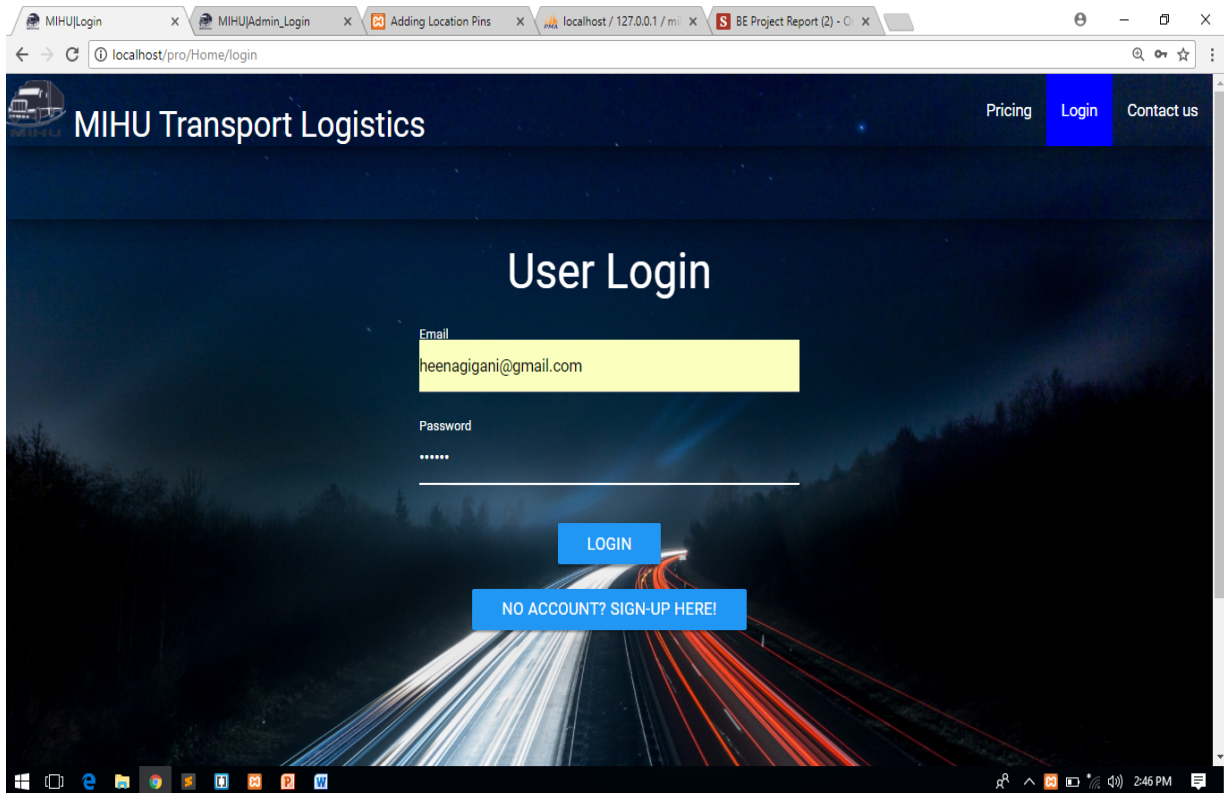 MIHU|Login
MIHU|Admin_Login
Adding Location Pins
localhost / 127.0.0.1 / mi
BE Project Report (2) - O
localhost/pro/Home/login
MIHU
MIHU Transport Logistics
Pricing
Login
Contact us
User Login
Email
heenagigani@gmail.com
Password
••••••
LOGIN
NO ACCOUNT? SIGN-UP HERE!
2:46 PM